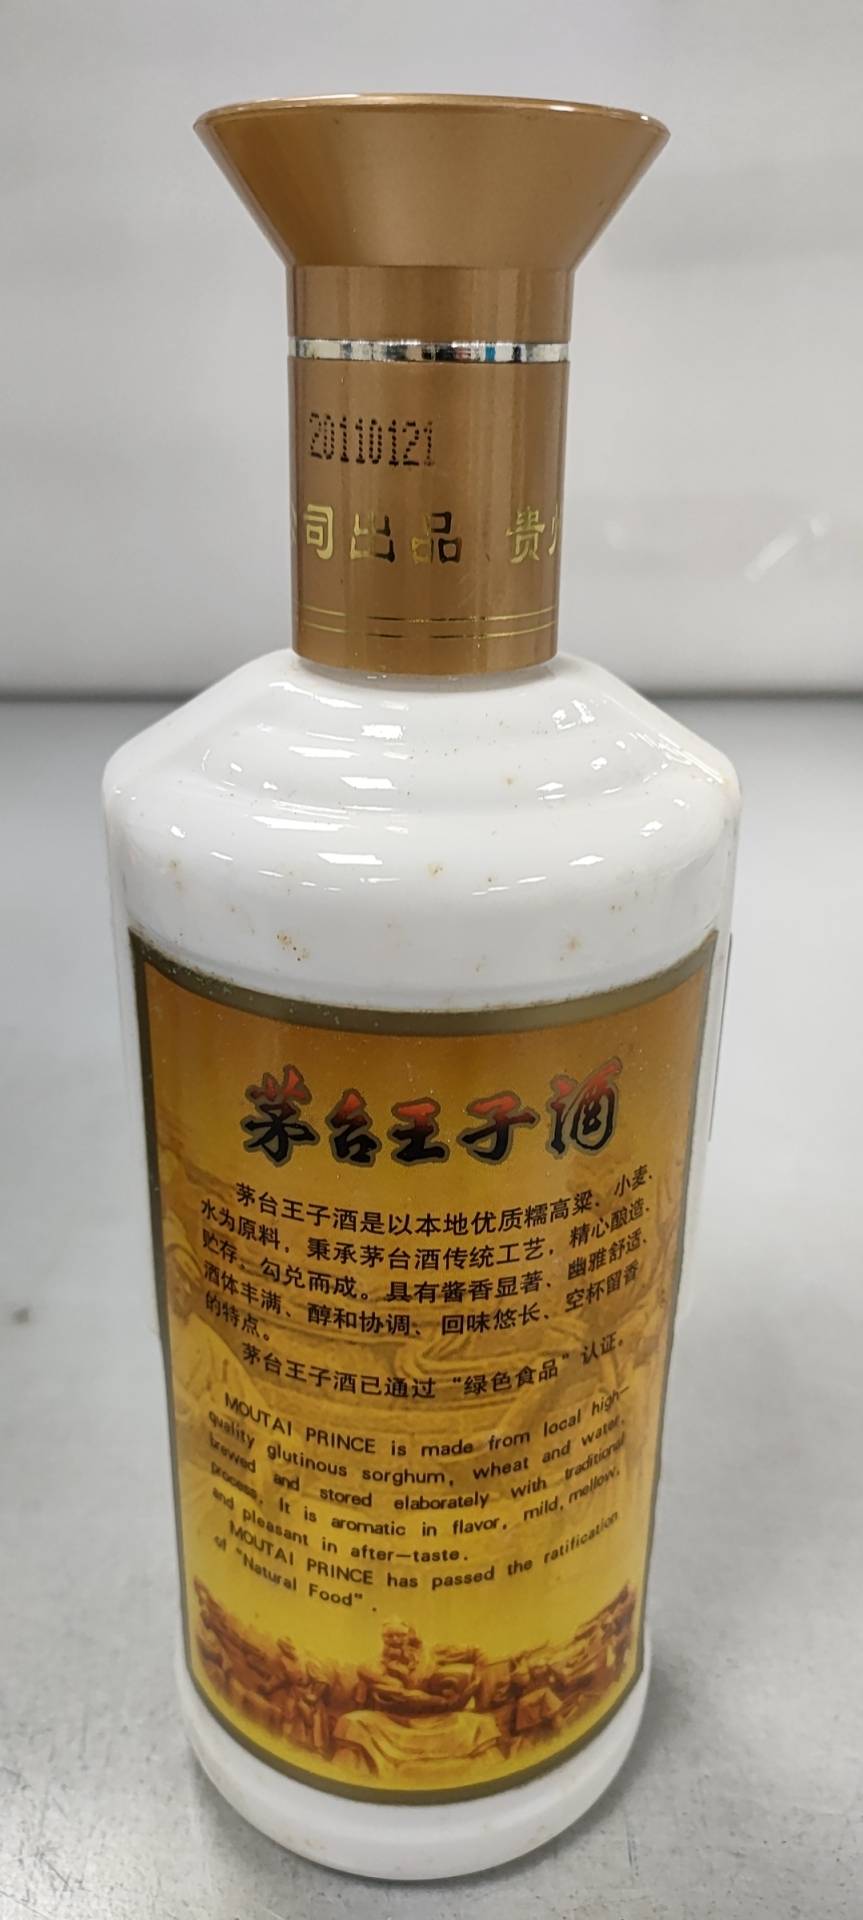 20110121
司出品 贵州
茅台王子酒
茅台王子酒是以本地优质糯高粱、小麦、
水为原料，秉承茅台酒传统工艺，精心酿造、
贮存，勾兑而成。具有酱香显著、幽雅舒适、
酒体丰满、醇和协调、回味悠长、空杯留香
的特点。
茅台王子酒已通过“绿色食品”认证。
MOUTAI PRINCE is made from local high—
quality glutinous sorghum, wheat and water,
brewed and stored elaborately with traditional
process. It is aromatic in flavor, mild, mellow,
and pleasant in after—taste.
MOUTAI PRINCE has passed the ratification
of "Natural Food".